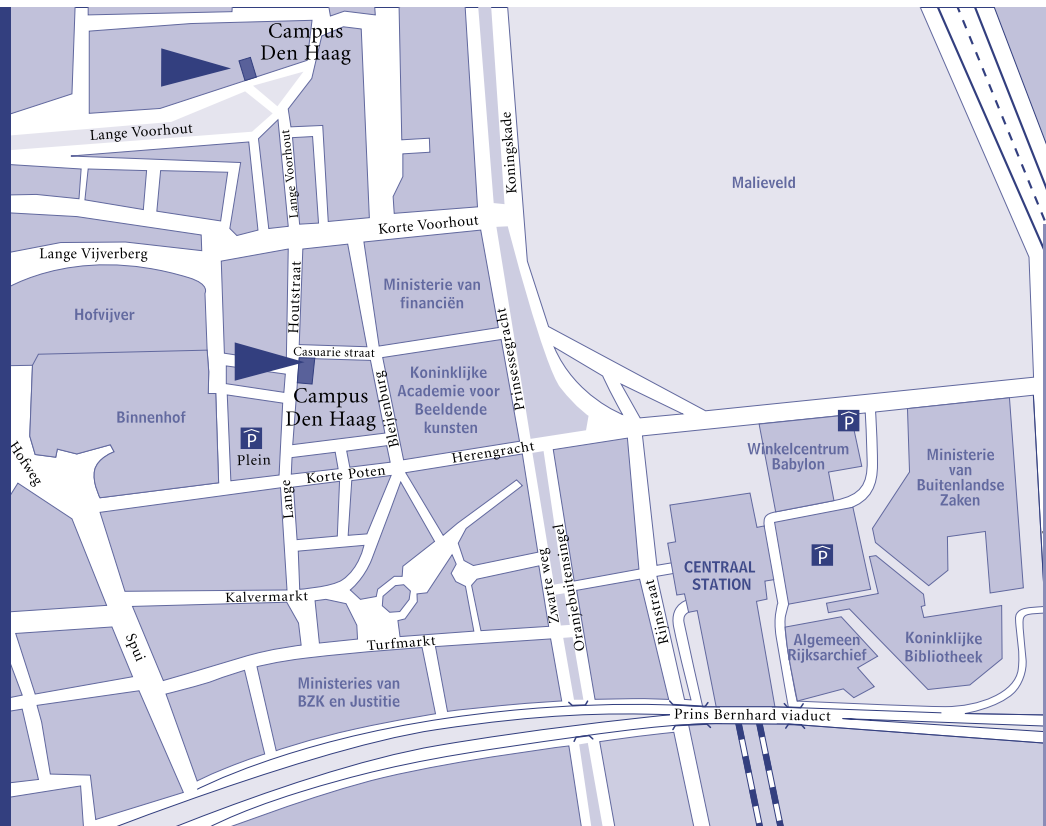 Campus
Den Haag
Lange Voorhout
Lange Voorhout
Koningskade
Malieveld
Korte Voorhout
Lange Vijverberg
Houtstraat
Ministerie van
financiën
Hofvijver
Prinsessegracht
Casuarie straat
Koninklijke
Academie voor
Beeldende
kunsten
Bleijenburg
Campus
Den Haag
Binnenhof
P
P
Plein
Hofweg
Herengracht
Winkelcentrum
Babylon
Ministerie
van
Buitenlandse
Zaken
Korte Poten
Lange
P
CENTRAAL
STATION
Zwarte weg
Oranjebuitensingel
Rijnstraat
Kalvermarkt
Spui
Turfmarkt
Algemeen
Rijksarchief
Koninklijke
Bibliotheek
Ministeries van
BZK en Justitie
Prins Bernhard viaduct